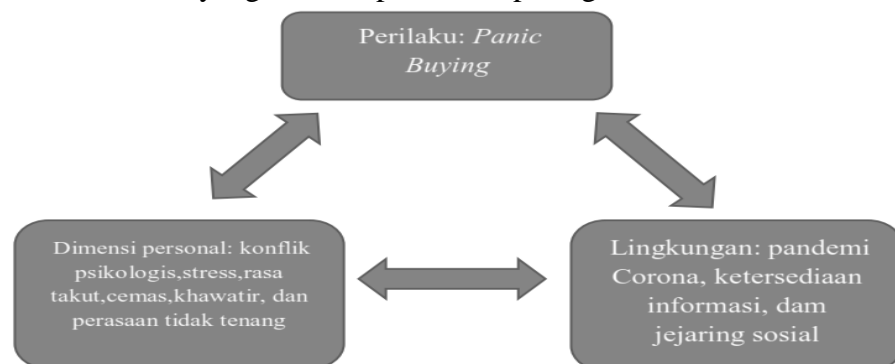 yang
Perilaku: Panic
Buying
Dimensi personal: konflik
psikologis,stress,rasa
takut,cemas,khawatir, dan
perasaan tidak tenang
Lingkungan: pandemi
Corona, ketersediaan
informasi, dam
jejaring sosial